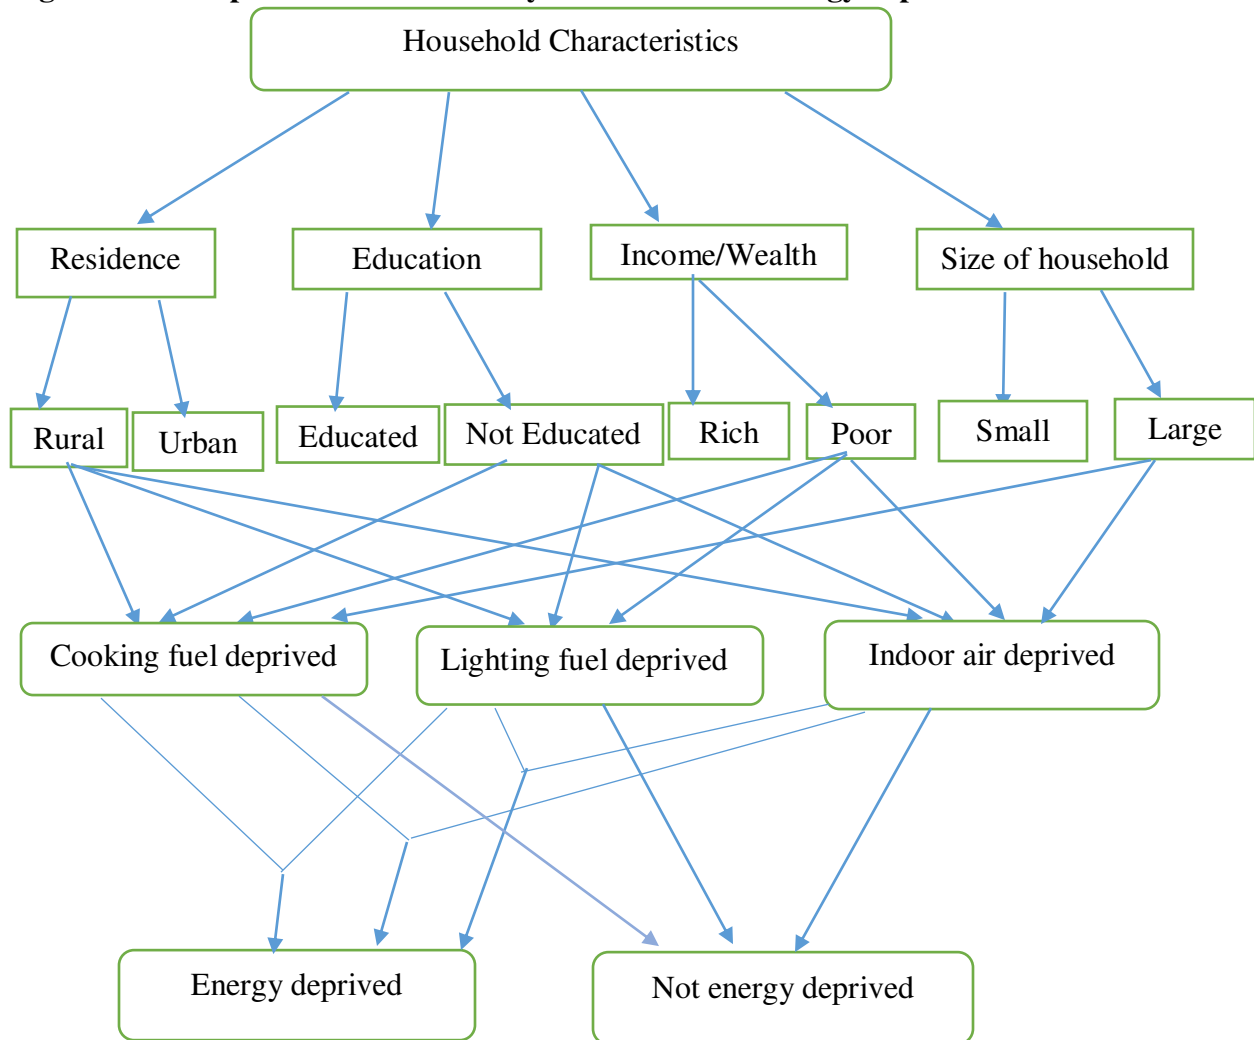 Household Characteristics
Residence
Education
Income/Wealth
Size of household
Rural
Urban
Educated
Not Educated
Rich
Poor
Small
Large
Cooking fuel deprived
Lighting fuel deprived
Indoor air deprived
Energy deprived
Not energy deprived